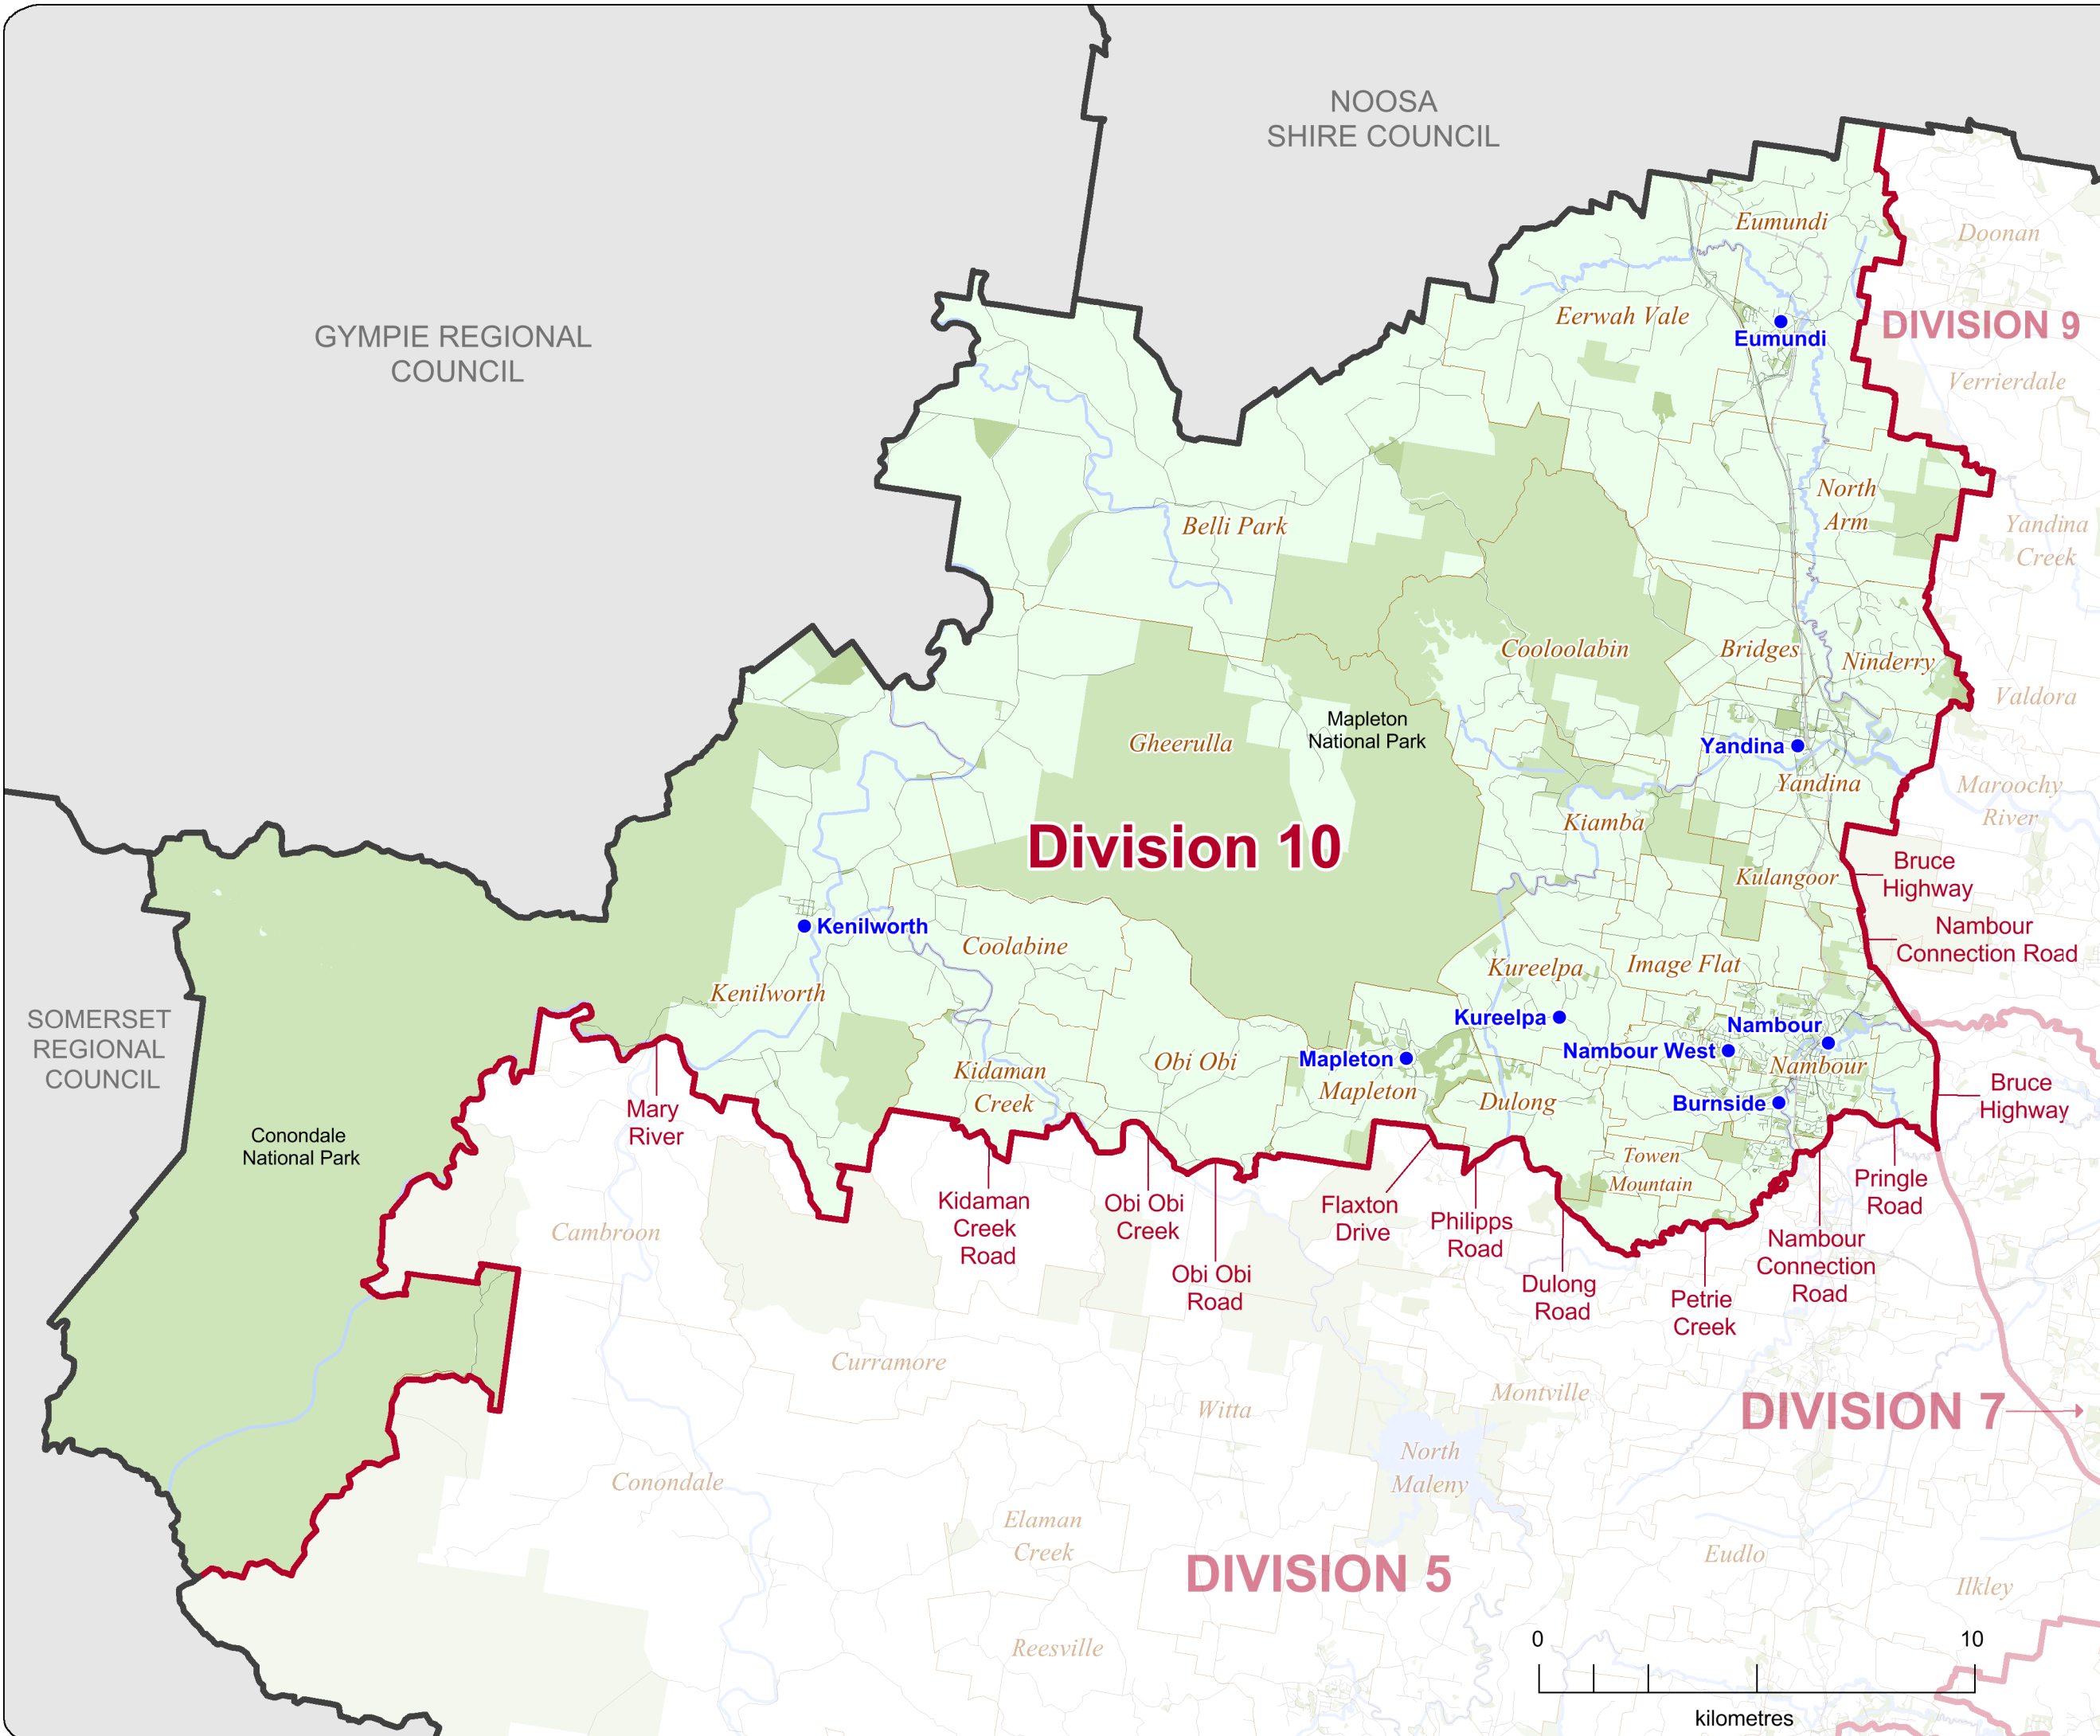 NOOSA
SHIRE COUNCIL
GYMPIE REGIONAL
COUNCIL
Eumundi
Doonan
Eerwah Vale
DIVISION 9
Eumundi
Verrierdale
North
Arm
Belli Park
Yandina
Creek
Cooloolabin
Bridges
Ninderry
Valdora
Mapleton
National Park
Gheerulla
Yandina
Yandina
Maroochy
River
Kiamba
Division 10
Bruce
Highway
Kulangoor
Kenilworth
Nambour
Connection Road
Coolabine
Kureelpa
Image Flat
Kenilworth
SOMERSET
REGIONAL
COUNCIL
Kureelpa
Nambour
Nambour West
Mapleton
Obi Obi
Nambour
Kidaman
Creek
Mapleton
Dulong
Burnside
Bruce
Highway
Mary
River
Conondale
National Park
Towen
Mountain
Pringle
Road
Kidaman
Creek
Road
Obi Obi
Creek
Flaxton
Drive
Philipps
Road
Cambroon
Nambour
Connection
Road
Obi Obi
Road
Dulong
Road
Petrie
Creek
Curramore
Montville
Witta
DIVISION 7
North
Maleny
Conondale
Elaman
Creek
Eudlo
DIVISION 5
Ilkley
Reesville
0 10
kilometres